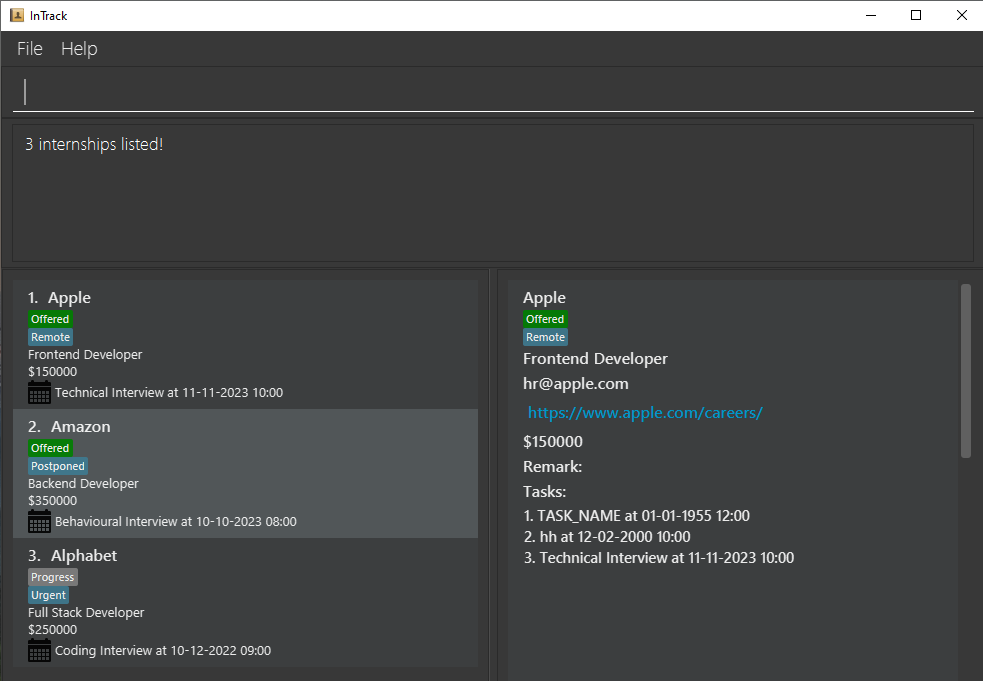 InTrack
File Help
3 internships listed!
1. Apple
Offered
Remote
Frontend Developer
$150000
Technical Interview at 11-11-2023 10:00
2. Amazon
Offered
Postponed
Backend Developer
$350000
Behavioural Interview at 10-10-2023 08:00
3. Alphabet
Progress
Urgent
Full Stack Developer
$250000
Coding Interview at 10-12-2022 09:00
Apple
Offered
Remote
Frontend Developer
hr@apple.com
https://www.apple.com/careers/
$150000
Remark:
Tasks:
1. TASK_NAME at 01-01-1955 12:00
2. hh at 12-02-2000 10:00
3. Technical Interview at 11-11-2023 10:00